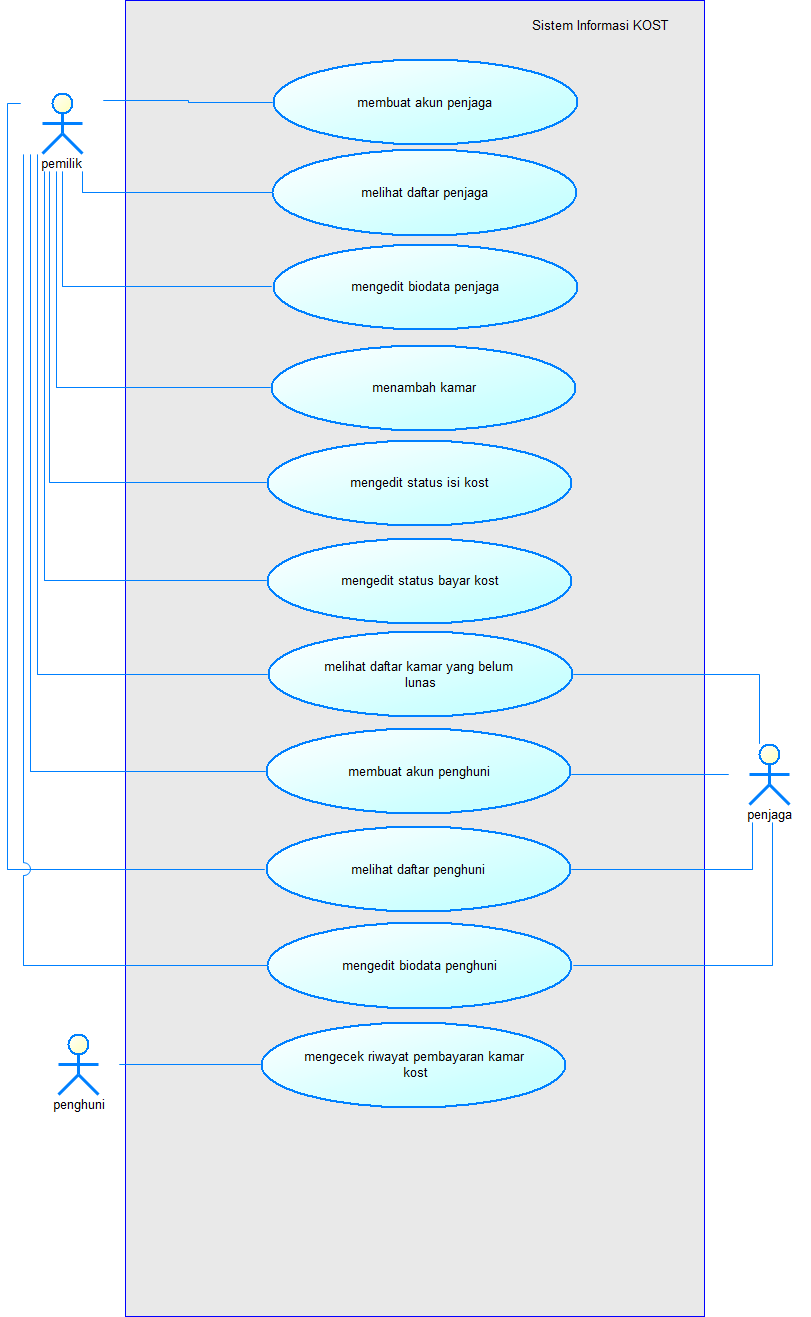 Sistem Informasi KOST
membuat akun penjaga
pemilik
melihat daftar penjaga
mengedit biodata penjaga
menambah kamar
mengedit status isi kost
mengedit status bayar kost
melihat daftar kamar yang belum
lunas
membuat akun penghuni
penjaga
melihat daftar penghuni
mengedit biodata penghuni
mengecek riwayat pembayaran kamar
kost
penghuni